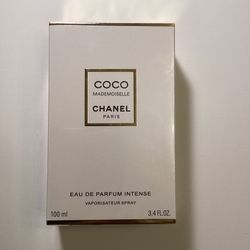 COCO
MADEMOISELLE
CHANEL
PARIS
EAU DE PARFUM INTENSE
VAPORISATEUR SPRAY
100 ml
3.4 FL.OZ.